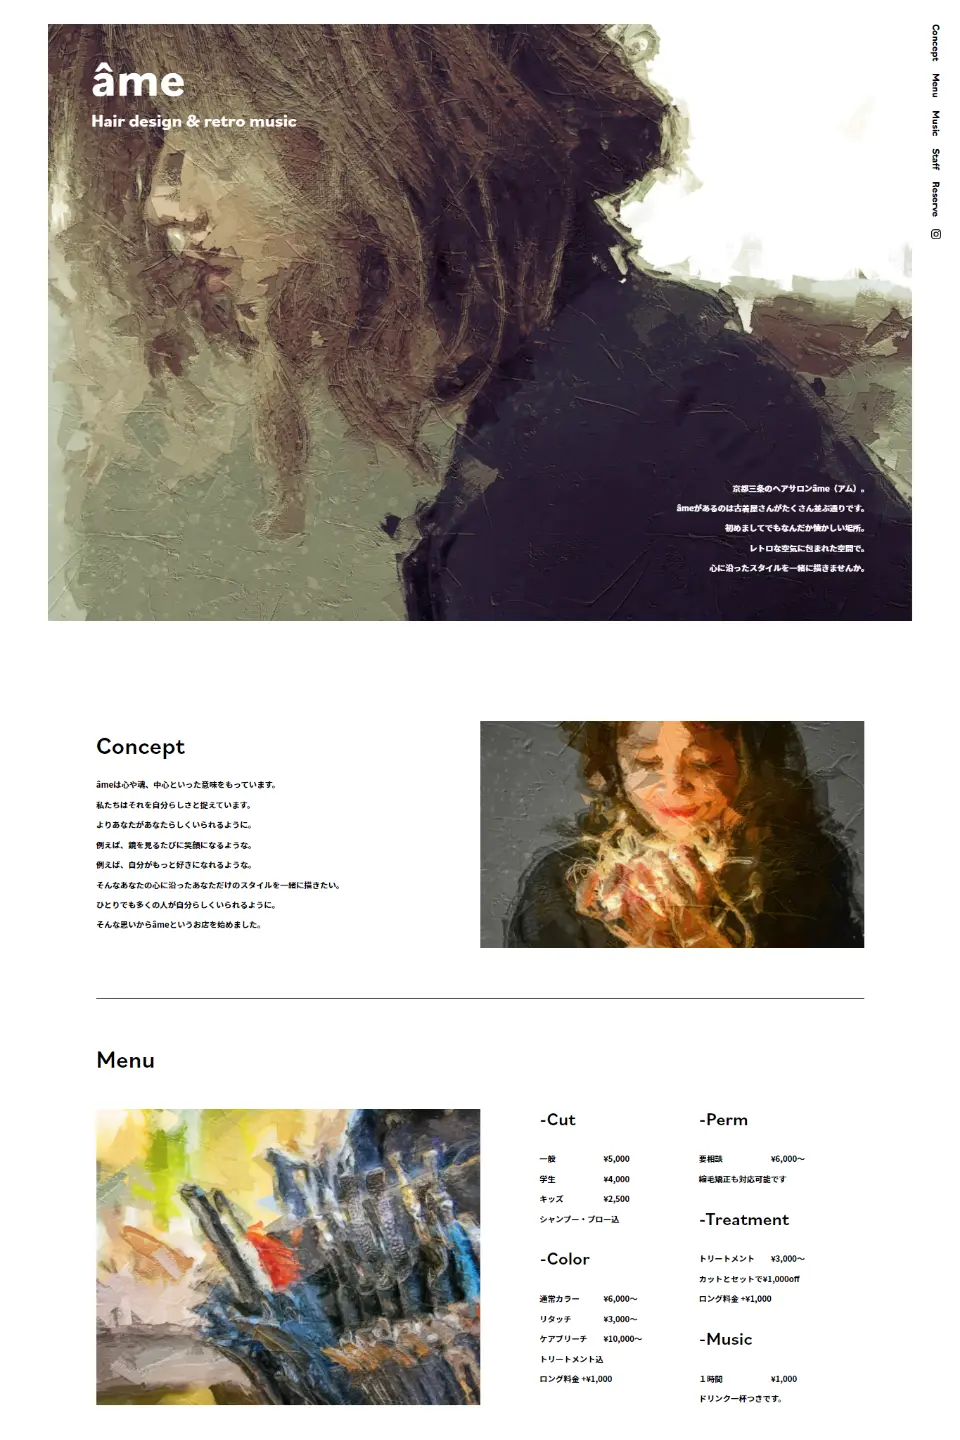 âme
Hair design & retro music
Concept Menu Music Staff Reserve
京都三条のヘアサロンâme（アム）。
âmeがあるのは古着屋さんがたくさん並ぶ通りです。
初めましてでもなんだか懐かしい場所。
レトロな空気に包まれた空間で。
心に沿ったスタイルを一緒に描きませんか。
Concept
âmeは心や魂、中心といった意味をもっています。
私たちはそれを自分らしさと捉えています。
よりあなたがあなたらしくいられるように。
例えば、鏡を見るたびに笑顔になるような。
例えば、自分がもっと好きになれるような。
そんなあなたの心に沿ったあなただけのスタイルを一緒に描きたい。
ひとりでも多くの人が自分らしくいられるように。
そんな思いからâmeというお店を始めました。
Menu
-Cut
一般 ¥5,000
学生 ¥4,000
キッズ ¥2,500
シャンプー・ブロー込
-Color
通常カラー ¥6,000〜
リタッチ ¥3,000〜
ケアブリーチ ¥10,000〜
トリートメント込
ロング料金 +¥1,000
-Perm
要相談 ¥6,000〜
縮毛矯正も対応可能です
-Treatment
トリートメント ¥3,000〜
カットとセットで¥1,000off
ロング料金 +¥1,000
-Music
１時間 ¥1,000
ドリンク一杯つきです。